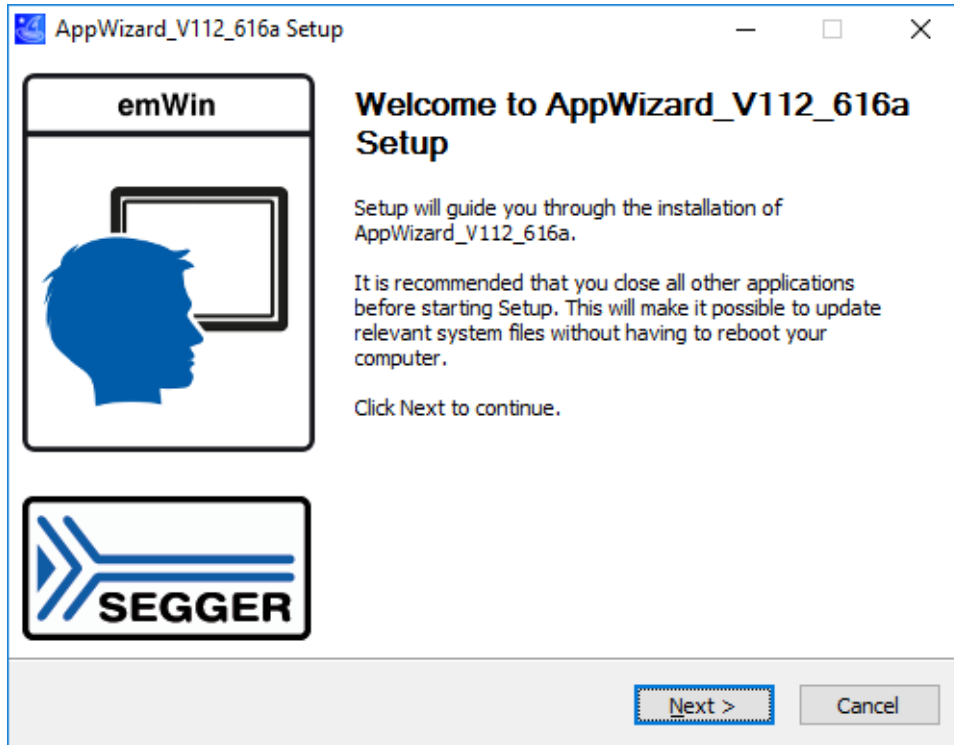 AppWizard_V112_616a Setup
emWin
Welcome to AppWizard_V112_616a
Setup
Setup will guide you through the installation of
AppWizard_V112_616a.
It is recommended that you close all other applications
before starting Setup. This will make it possible to update
relevant system files without having to reboot your
computer.
Click Next to continue.
SEGGER
Next >
Cancel